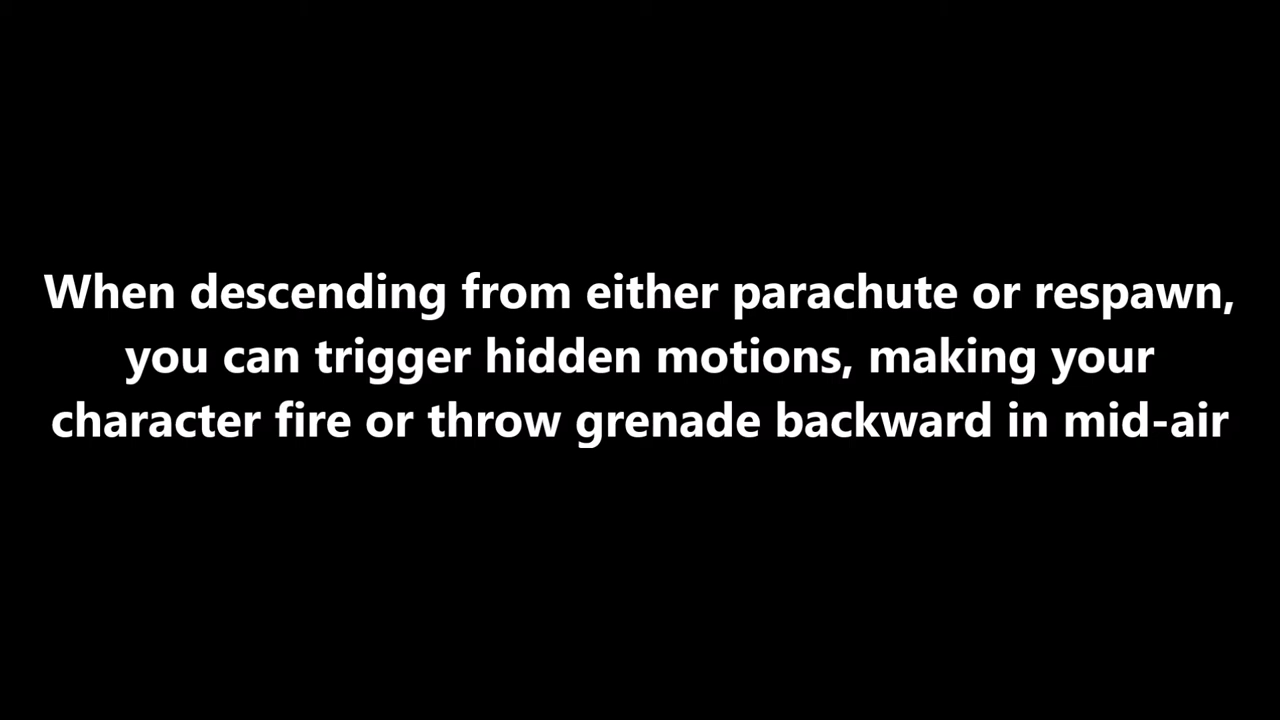 When descending from either parachute or respawn,
you can trigger hidden motions, making your
character fire or throw grenade backward in mid-air